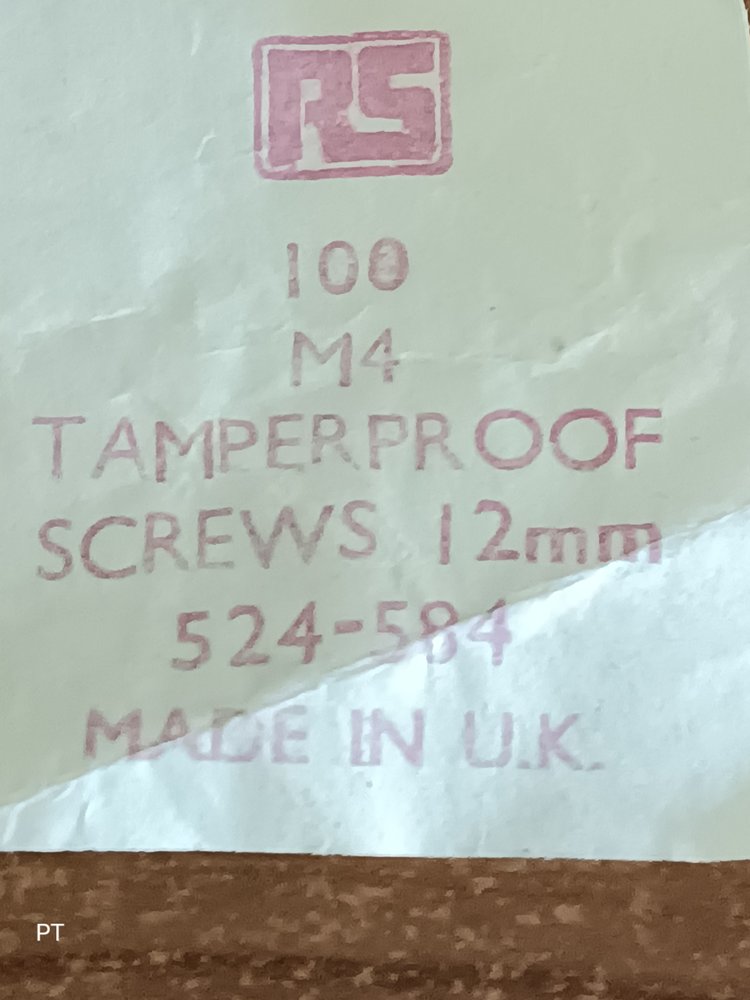 RS
100
M4
TAMPERPROOF
SCREWS 12mm
524-584
MADE IN U.K.
PT